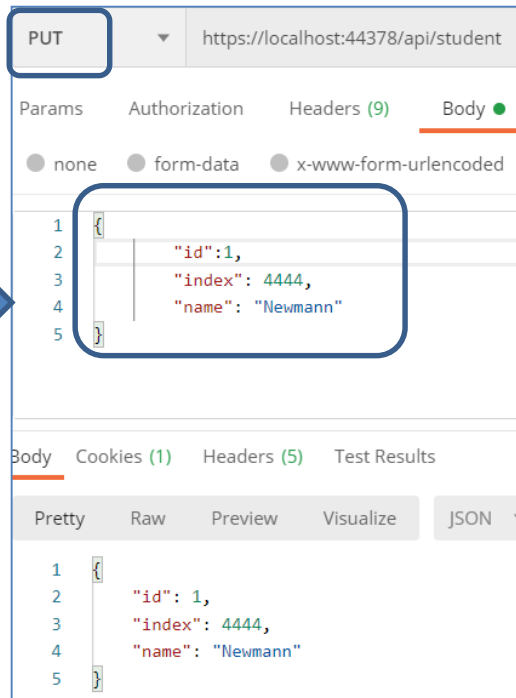 PUT https://localhost:44378/api/student
Params Authorization Headers (9) Body
none form-data x-www-form-urlencoded
1 {
2 "id":1,
3 "index": 4444,
4 "name": "Newmann"
5 }
Body Cookies (1) Headers (5) Test Results
Pretty Raw Preview Visualize JSON
1 {
2 "id": 1,
3 "index": 4444,
4 "name": "Newmann"
5 }